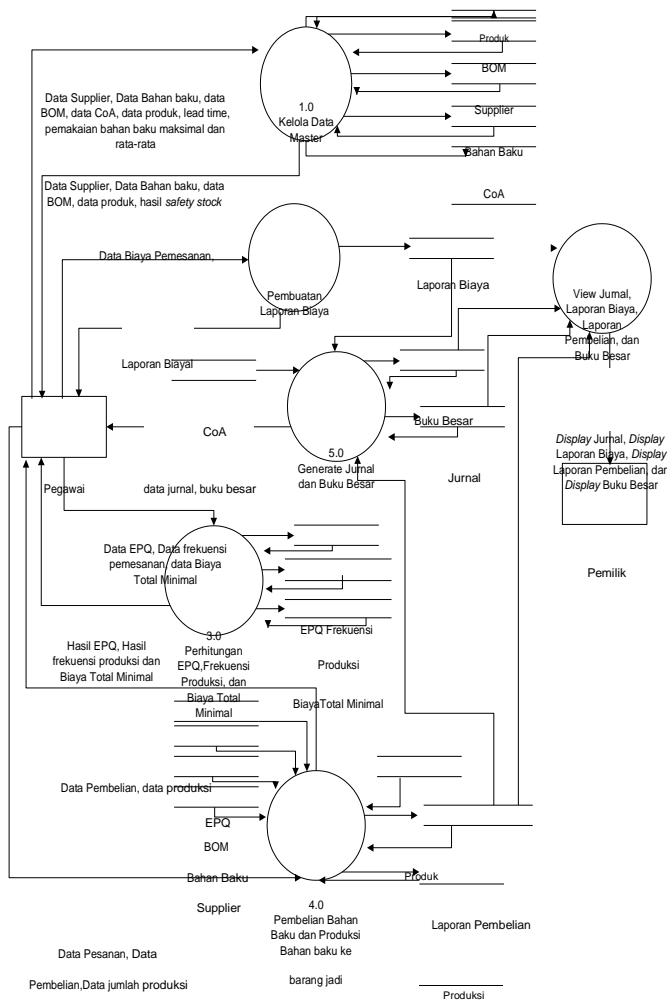 Produk
BOM
Supplier
Bahan Baku
CoA
1.0
Kelola Data
Master
Data Supplier, Data Bahan baku, data
BOM, data CoA, data produk, lead time,
pemakaian bahan baku maksimal dan
rata-rata
Data Supplier, Data Bahan baku, data
BOM, data produk, hasil safety stock
Data Biaya Pemesanan,
Pembuatan
Laporan Biaya
Laporan Biaya
View Jurnal,
Laporan Biaya,
Laporan
Pembelian, dan
Buku Besar
Laporan Biayal
CoA
5.0
Generate Jurnal
dan Buku Besar
Buku Besar
Jurnal
Display Jurnal, Display
Laporan Biaya, Display
Laporan Pembelian, dar
Display Buku Besar
Pegawai
data jurnal, buku besar
Pemilik
Data EPQ, Data frekuensi
pemesanan, data Biaya
Total Minimal
3.0
Perhitungan
EPQ,Frekuensi
Produksi, dan
Biaya Total
Minimal
EPQ Frekuensi
Produksi
BiayaTotal Minimal
Hasil EPQ, Hasil
frekuensi produksi dan
Biaya Total Minimal
Data Pembelian, data produksi
EPQ
BOM
Bahan Baku
Supplier
4.0
Pembelian Bahan
Baku dan Produksi
Bahan baku ke
barang jadi
Produk
Laporan Pembelian
Produksi
Data Pesanan, Data
Pembelian,Data jumlah produksi